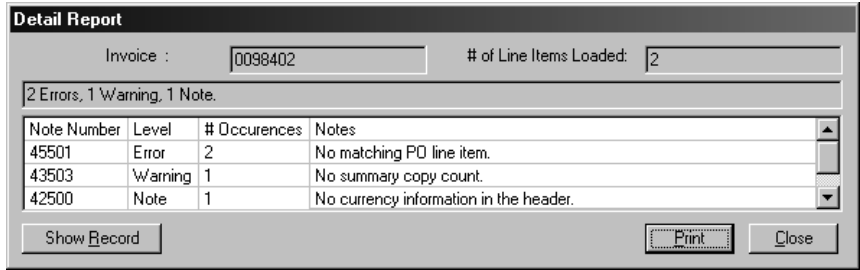 Detail Report
Invoice : 0098402 # of Line Items Loaded: 2
2 Errors, 1 Warning, 1 Note.
Note Number Level # Occurences Notes
45501 Error 2 No matching PO line item.
43503 Warning 1 No summary copy count.
42500 Note 1 No currency information in the header.
Show Record Print Close